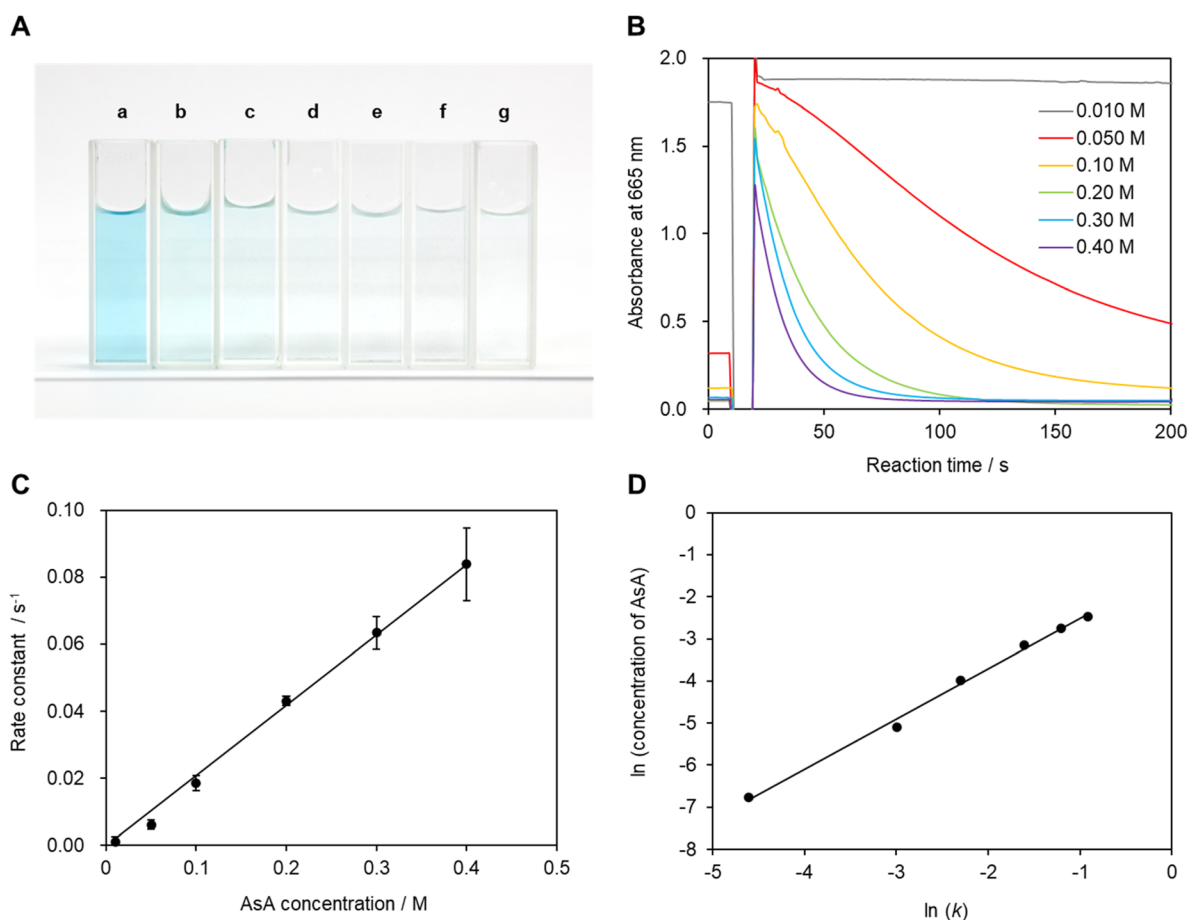 A
a b c d e f g
B
2.0
1.5
1.0
0.5
0.0
Absorbance at 665 nm
0.010 M
0.050 M
0.10 M
0.20 M
0.30 M
0.40 M
0 50 100 150 200
Reaction time / s
C
0.10
0.08
0.06
0.04
0.02
0.00
Rate constant / s⁻¹
0 0.1 0.2 0.3 0.4 0.5
AsA concentration / M
D
0
-1
-2
-3
-4
-5
-6
-7
-8
ln (concentration of AsA)
-5 -4 -3 -2 -1 0
ln (k)